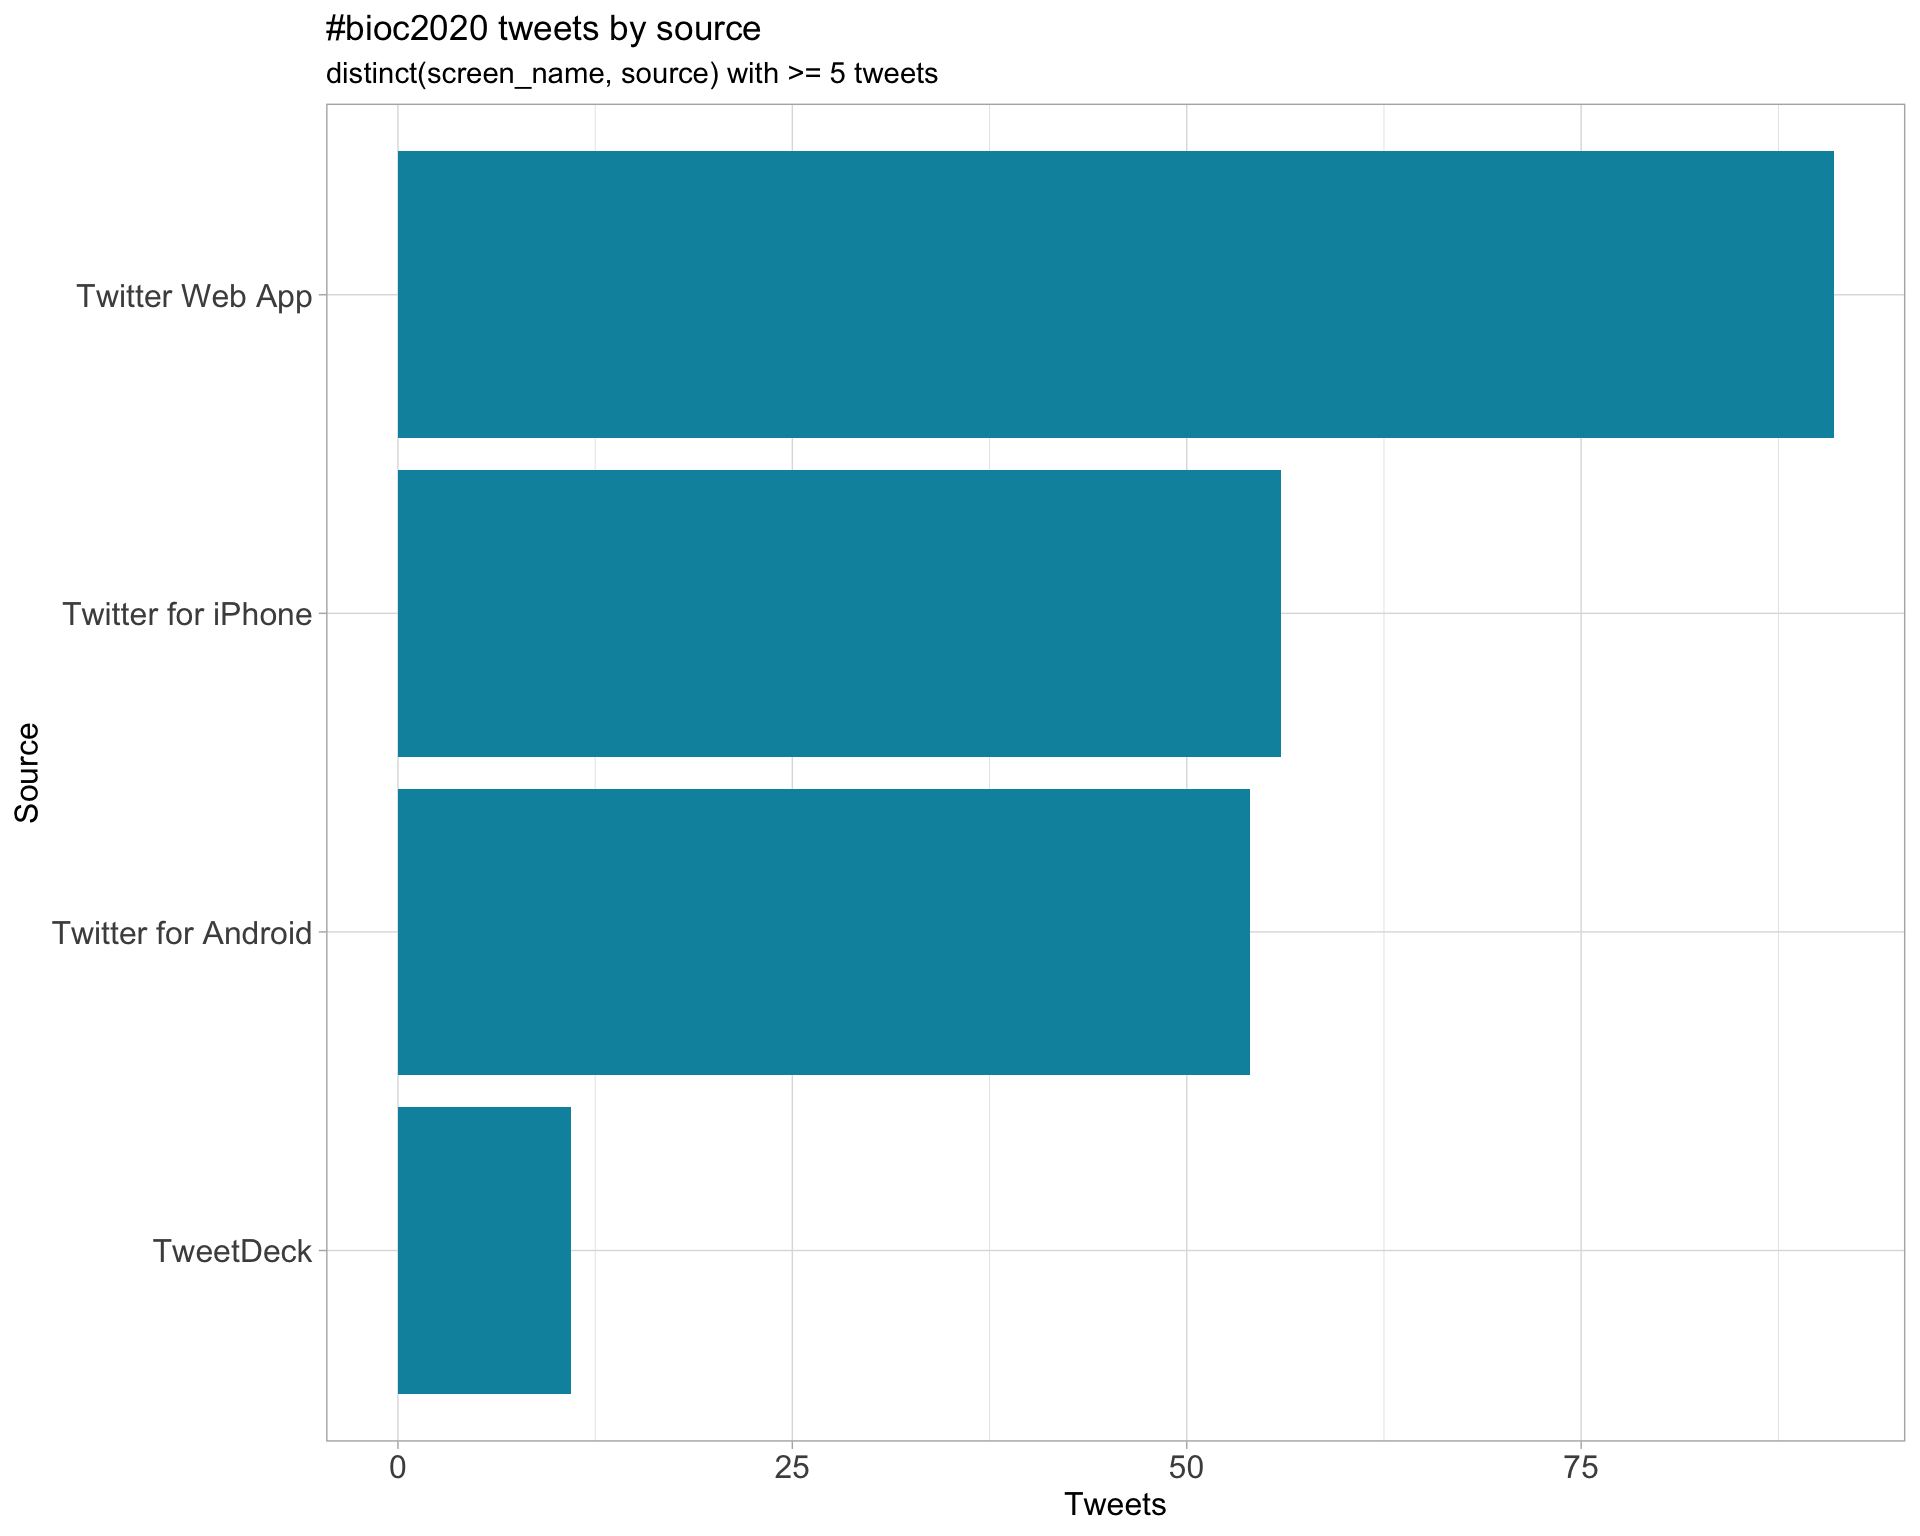 #bioc2020 tweets by source
distinct(screen_name, source) with >= 5 tweets
Source
Twitter Web App
Twitter for iPhone
Twitter for Android
TweetDeck
0 25 50 75
Tweets